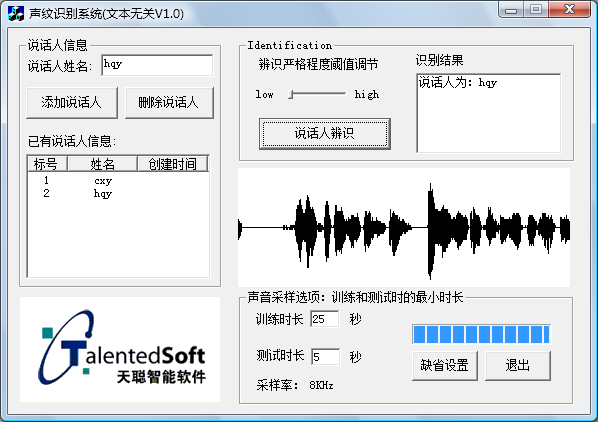 声纹识别系统(文本无关V1.0)
说话人信息
说话人姓名: hqy
添加说话人 删除说话人
已有说话人信息:
标号 姓名 创建时间
1 cxy
2 hqy
TalentedSoft
天聪智能软件
Identification
辨识严格程度阈值调节
low high
说话人辨识
识别结果
说话人为: hqy
声音采样选项: 训练和测试时的最小时长
训练时长 25 秒
测试时长 5 秒
采样率: 8KHz
缺省设置 退出